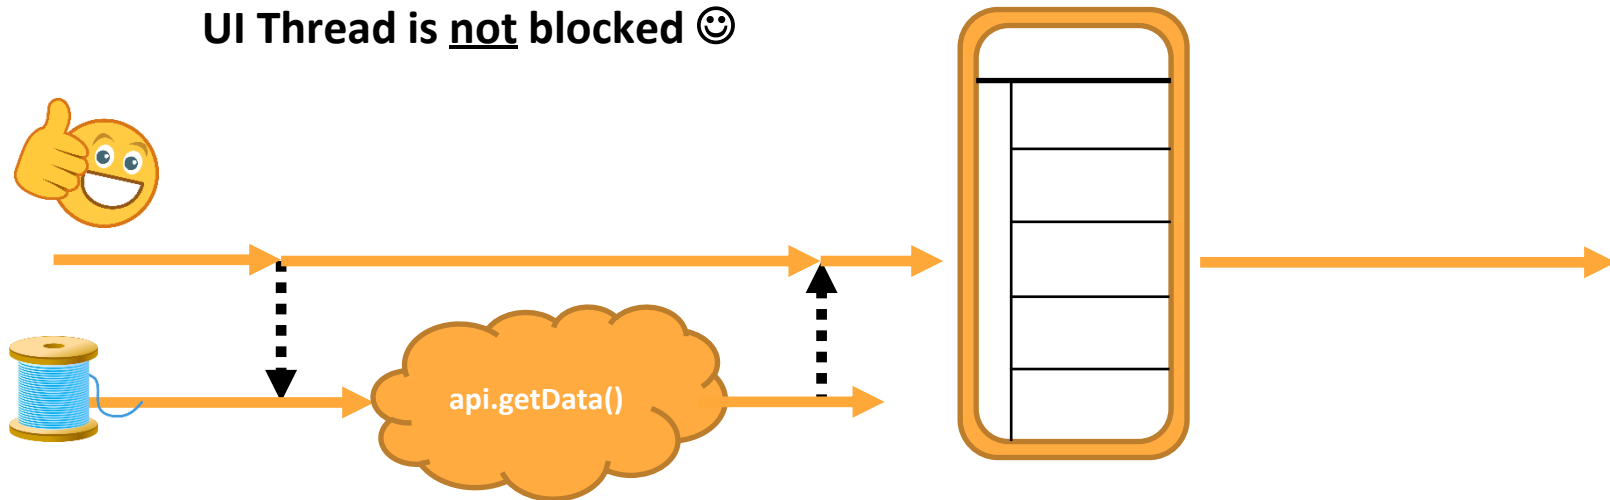 UI Thread is not blocked ☺
api.getData()